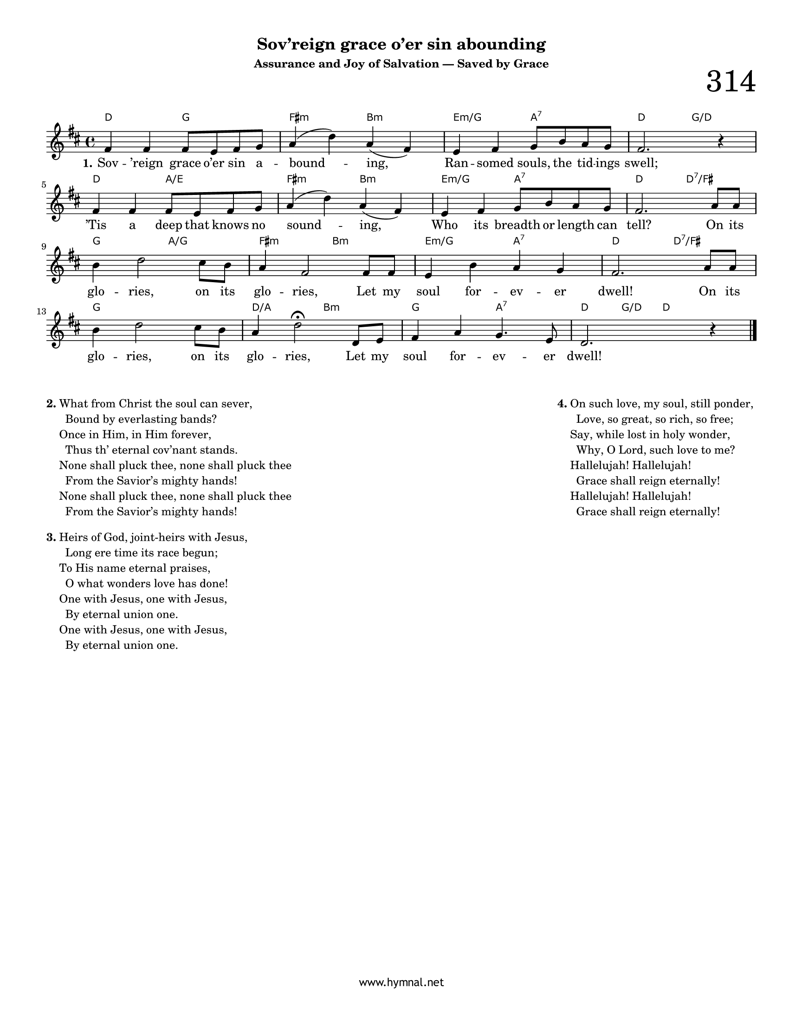 Sov’reign grace o’er sin abounding
Assurance and Joy of Salvation — Saved by Grace
314
D G F♯m Bm Em/G A7 D G/D
1. Sov - ’reign grace o’er sin a - bound - ing, Ran - somed souls, the tid-ings swell;
5 D A/E F♯m Bm Em/G A7 D D7/F♯
’Tis a deep that knows no sound - ing, Who its breadth or length can tell? On its
9 G A/G F♯m Bm Em/G A7 D D7/F♯
glo - ries, on its glo - ries, Let my soul for - ev - er dwell! On its
13 G D/A Bm G A7 D G/D D
glo - ries, on its glo - ries, Let my soul for - ev - er dwell!
2. What from Christ the soul can sever,
Bound by everlasting bands?
Once in Him, in Him forever,
Thus th’ eternal cov’nant stands.
None shall pluck thee, none shall pluck thee
From the Savior’s mighty hands!
None shall pluck thee, none shall pluck thee
From the Savior’s mighty hands!
3. Heirs of God, joint-heirs with Jesus,
Long ere time its race begun;
To His name eternal praises,
O what wonders love has done!
One with Jesus, one with Jesus,
By eternal union one.
One with Jesus, one with Jesus,
By eternal union one.
4. On such love, my soul, still ponder,
Love, so great, so rich, so free;
Say, while lost in holy wonder,
Why, O Lord, such love to me?
Hallelujah! Hallelujah!
Grace shall reign eternally!
Hallelujah! Hallelujah!
Grace shall reign eternally!
www.hymnal.net